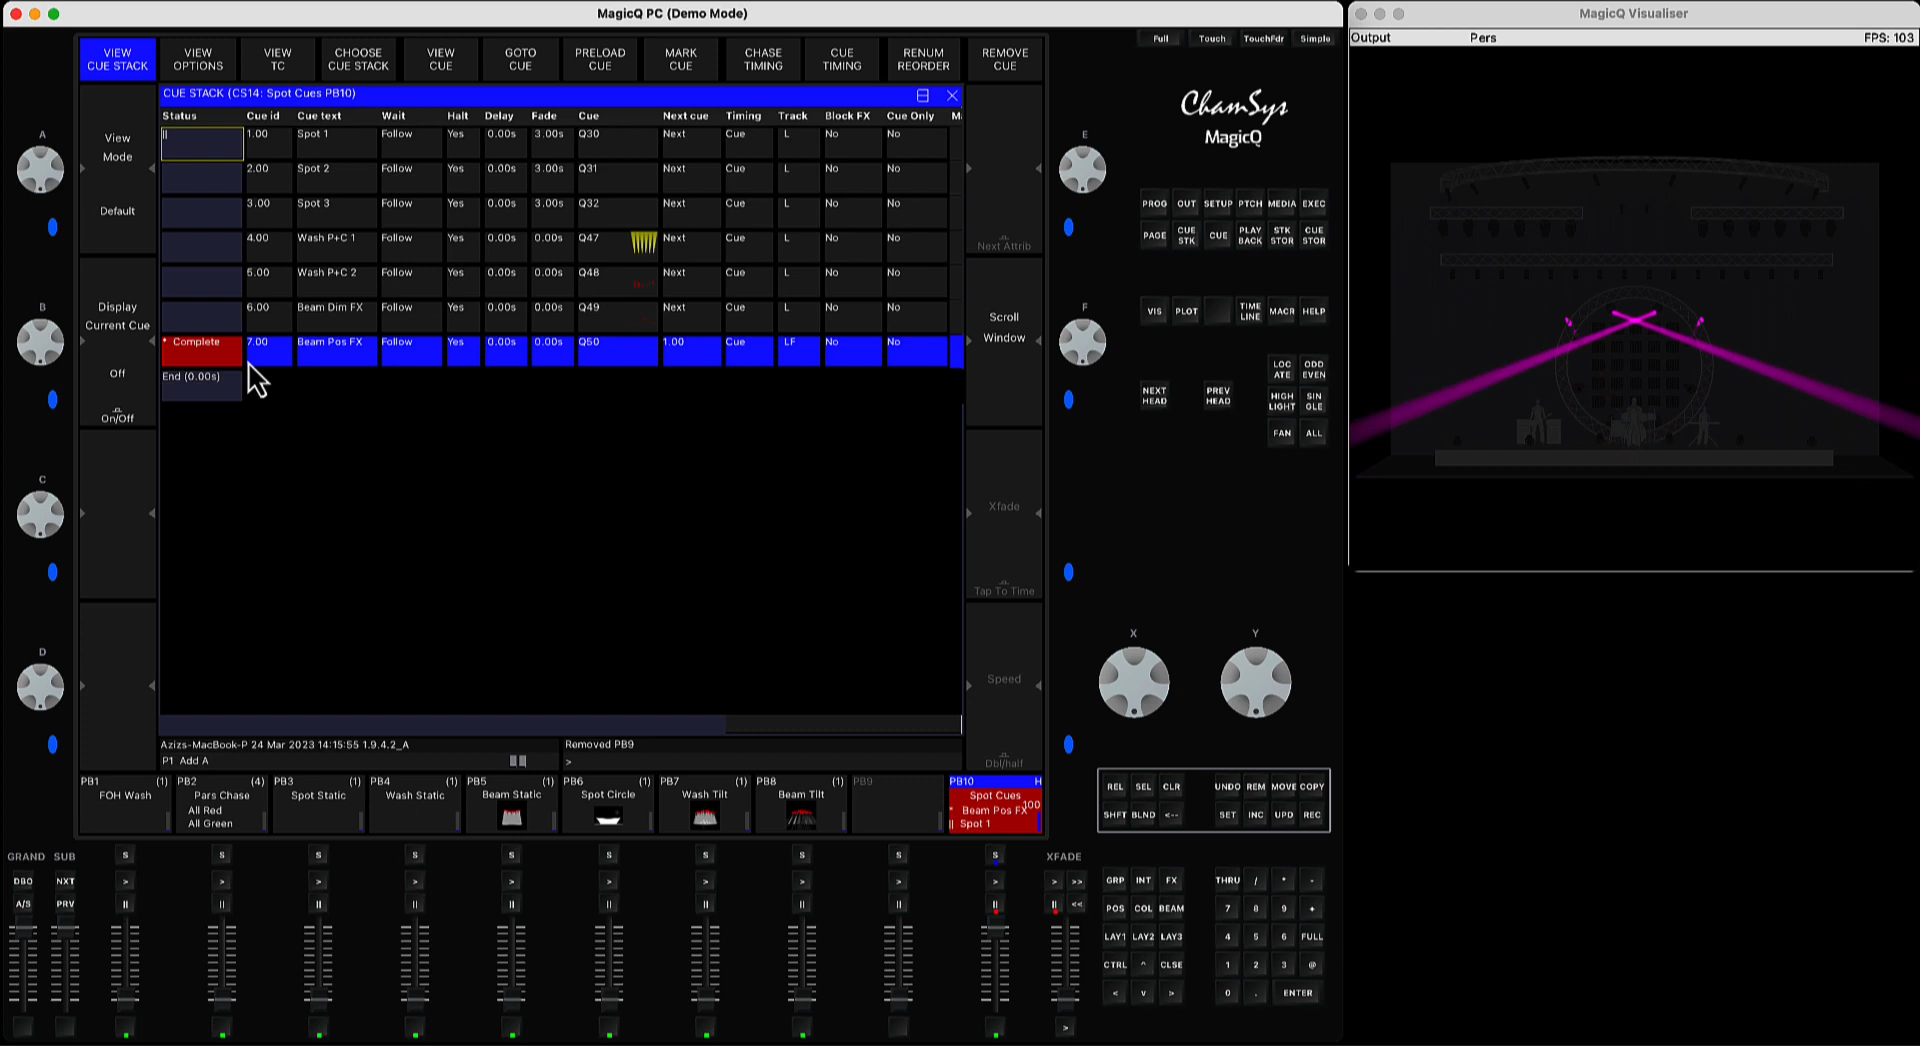 MagicQ PC (Demo Mode)
MagicQ Visualiser
Output Pers FPS: 103
Full Touch TouchFdr Simple
VIEW CUE STACK
VIEW OPTIONS
VIEW TC
CHOOSE CUE STACK
VIEW CUE
GOTO CUE
PRELOAD CUE
MARK CUE
CHASE TIMING
CUE TIMING
RENUM REORDER
REMOVE CUE
CUE STACK (CS14: Spot Cues PB10)
Status Cue id Cue text Wait Halt Delay Fade Cue Next cue Timing Track Block FX Cue Only
1.00 Spot 1 Follow Yes 0.00s 3.00s Q30 Next Cue L No No
2.00 Spot 2 Follow Yes 0.00s 3.00s Q31 Next Cue L No No
3.00 Spot 3 Follow Yes 0.00s 3.00s Q32 Next Cue L No No
4.00 Wash P+C 1 Follow Yes 0.00s 0.00s Q47 Next Cue L No No
5.00 Wash P+C 2 Follow Yes 0.00s 0.00s Q48 Next Cue L No No
6.00 Beam Dim FX Follow Yes 0.00s 0.00s Q49 Next Cue L No No
* Complete 7.00 Beam Pos FX Follow Yes 0.00s 0.00s Q50 1.00 Cue LF No No
End (0.00s)
A
View
Mode
Default
B
Display
Current Cue
Off
On/Off
C
D
E
Next Attrib
F
Scroll
Window
Xfade
Tap To Time
Speed
Dbl/half
ChamSys
MagicQ
PROG OUT SETUP PTCH MEDIA EXEC
PAGE CUE STK CUE PLAY BACK STK STOR CUE STOR
VIS PLOT TIME LINE MACR HELP
LOC ATE ODD EVEN
NEXT HEAD PREV HEAD HIGH LIGHT SIN GLE
FAN ALL
X Y
Azizs-MacBook-P 24 Mar 2023 14:15:55 1.9.4.2_A
Removed PB9
P1 Add A
>
PB1 (1)
FOH Wash
PB2 (4)
Pars Chase
All Red
All Green
PB3 (1)
Spot Static
PB4 (1)
Wash Static
PB5 (1)
Beam Static
PB6 (1)
Spot Circle
PB7 (1)
Wash Tilt
PB8 (1)
Beam Tilt
PB9
PB10 H
Spot Cues
* Beam Pos FX 100
|| Spot 1
REL SEL CLR UNDO REM MOVE COPY
SHFT BLND <-- SET INC UPD REC
GRAND SUB S S S S S S S S S S XFADE
DBO NXT > > > > > > > > > > > >>
A/S PRV || || || || || || || || || || || <<
>
GRP INT FX THRU / * -
POS COL BEAM 7 8 9 +
LAY1 LAY2 LAY3 4 5 6 FULL
CTRL ^ CLSE 1 2 3 @
< v > 0 . ENTER